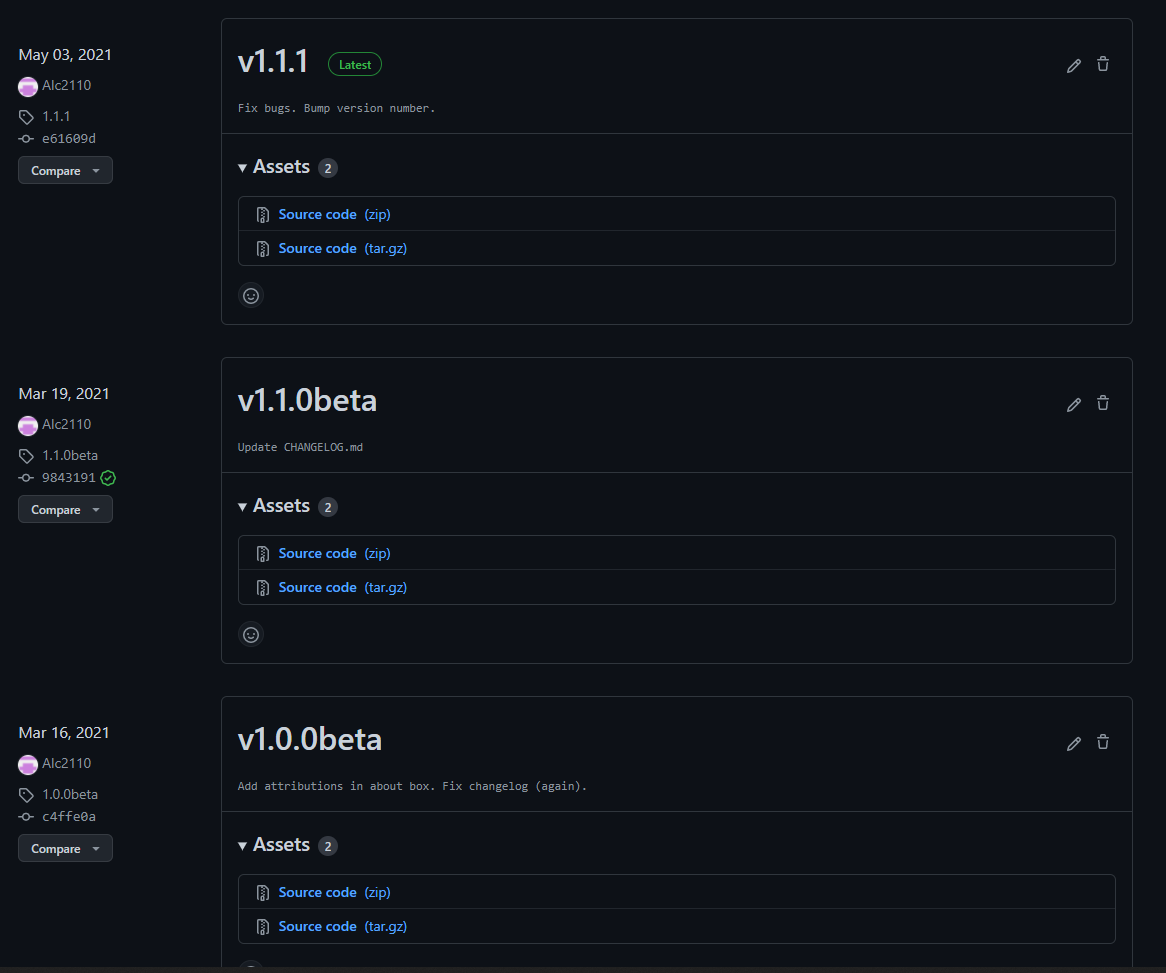 May 03, 2021
Alc2110
1.1.1
e61609d
Compare
v1.1.1 Latest
Fix bugs. Bump version number.
Assets 2
Source code (zip)
Source code (tar.gz)
Mar 19, 2021
Alc2110
1.1.0beta
9843191
Compare
v1.1.0beta
Update CHANGELOG.md
Assets 2
Source code (zip)
Source code (tar.gz)
Mar 16, 2021
Alc2110
1.0.0beta
c4ffe0a
Compare
v1.0.0beta
Add attributions in about box. Fix changelog (again).
Assets 2
Source code (zip)
Source code (tar.gz)